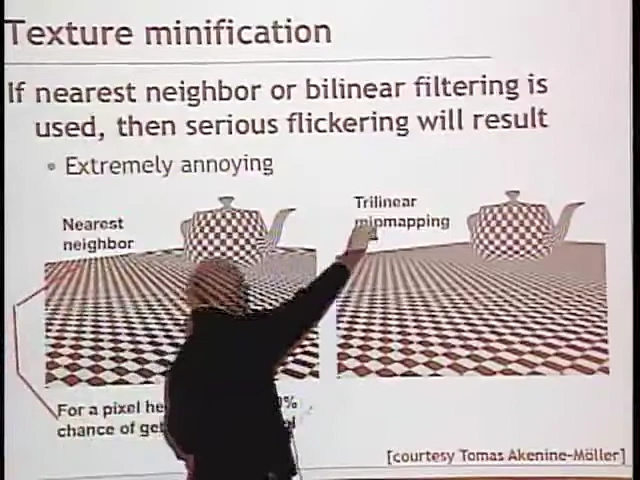 Texture minification
If nearest neighbor or bilinear filtering is
used, then serious flickering will result
• Extremely annoying
Nearest
neighbor
Trilinear
mipmapping
For a pixel he
chance of get
[courtesy Tomas Akenine-Möller]